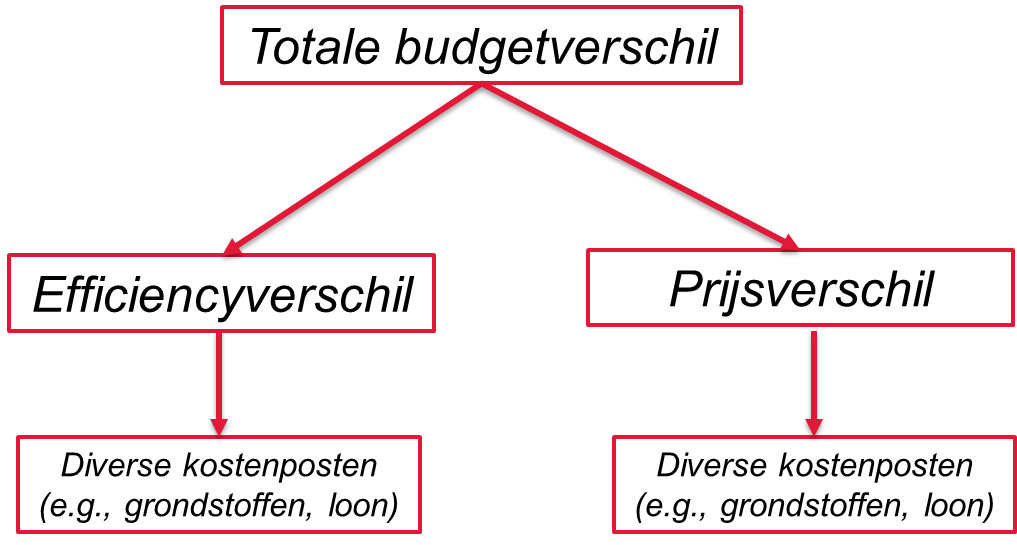 Totale budgetverschil
Efficiencyverschil
Prijsverschil
Diverse kostenposten
(e.g., grondstoffen, loon)
Diverse kostenposten
(e.g., grondstoffen, loon)